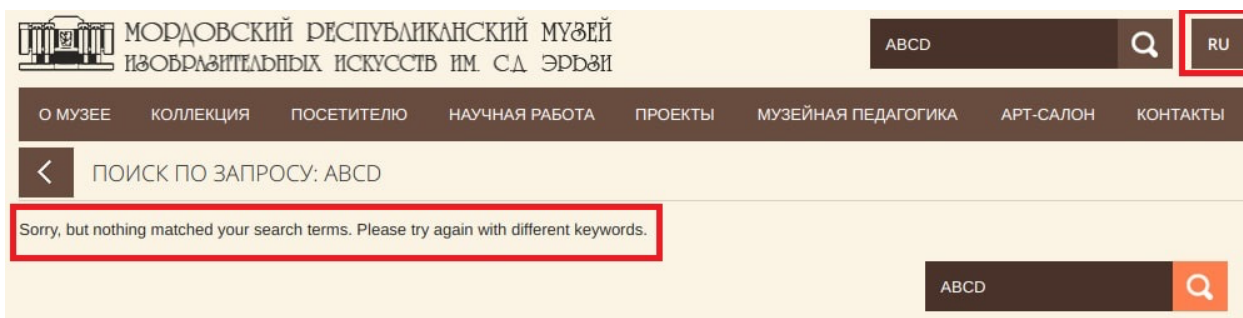 МОРДОВСКИЙ РЕСПУБЛИКАНСКИЙ МУЗЕЙ
ИЗОБРАЗИТЕЛЬНЫХ ИСКУССТВ ИМ. С.Д. ЭРЬЗИ
ABCD
RU
О МУЗЕЕ КОЛЛЕКЦИЯ ПОСЕТИТЕЛЮ НАУЧНАЯ РАБОТА ПРОЕКТЫ МУЗЕЙНАЯ ПЕДАГОГИКА АРТ-САЛОН КОНТАКТЫ
ПОИСК ПО ЗАПРОСУ: ABCD
Sorry, but nothing matched your search terms. Please try again with different keywords.
ABCD